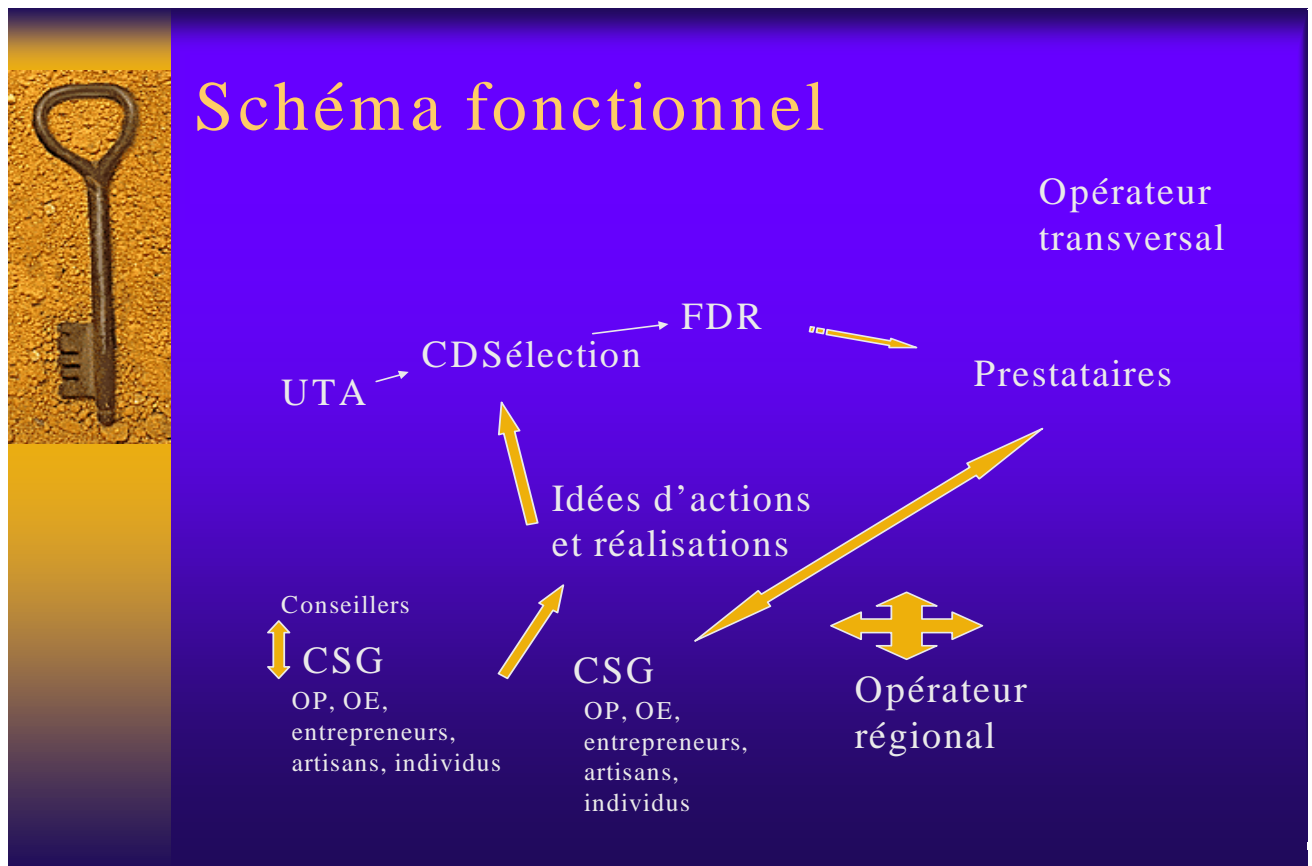 Schéma fonctionnel
Opérateur
transversal
FDR
CDSélection
UTA
Prestataires
Idées d’actions
et réalisations
Conseillers
CSG
OP, OE,
entrepreneurs,
artisans, individus
CSG
OP, OE,
entrepreneurs,
artisans,
individus
Opérateur
régional